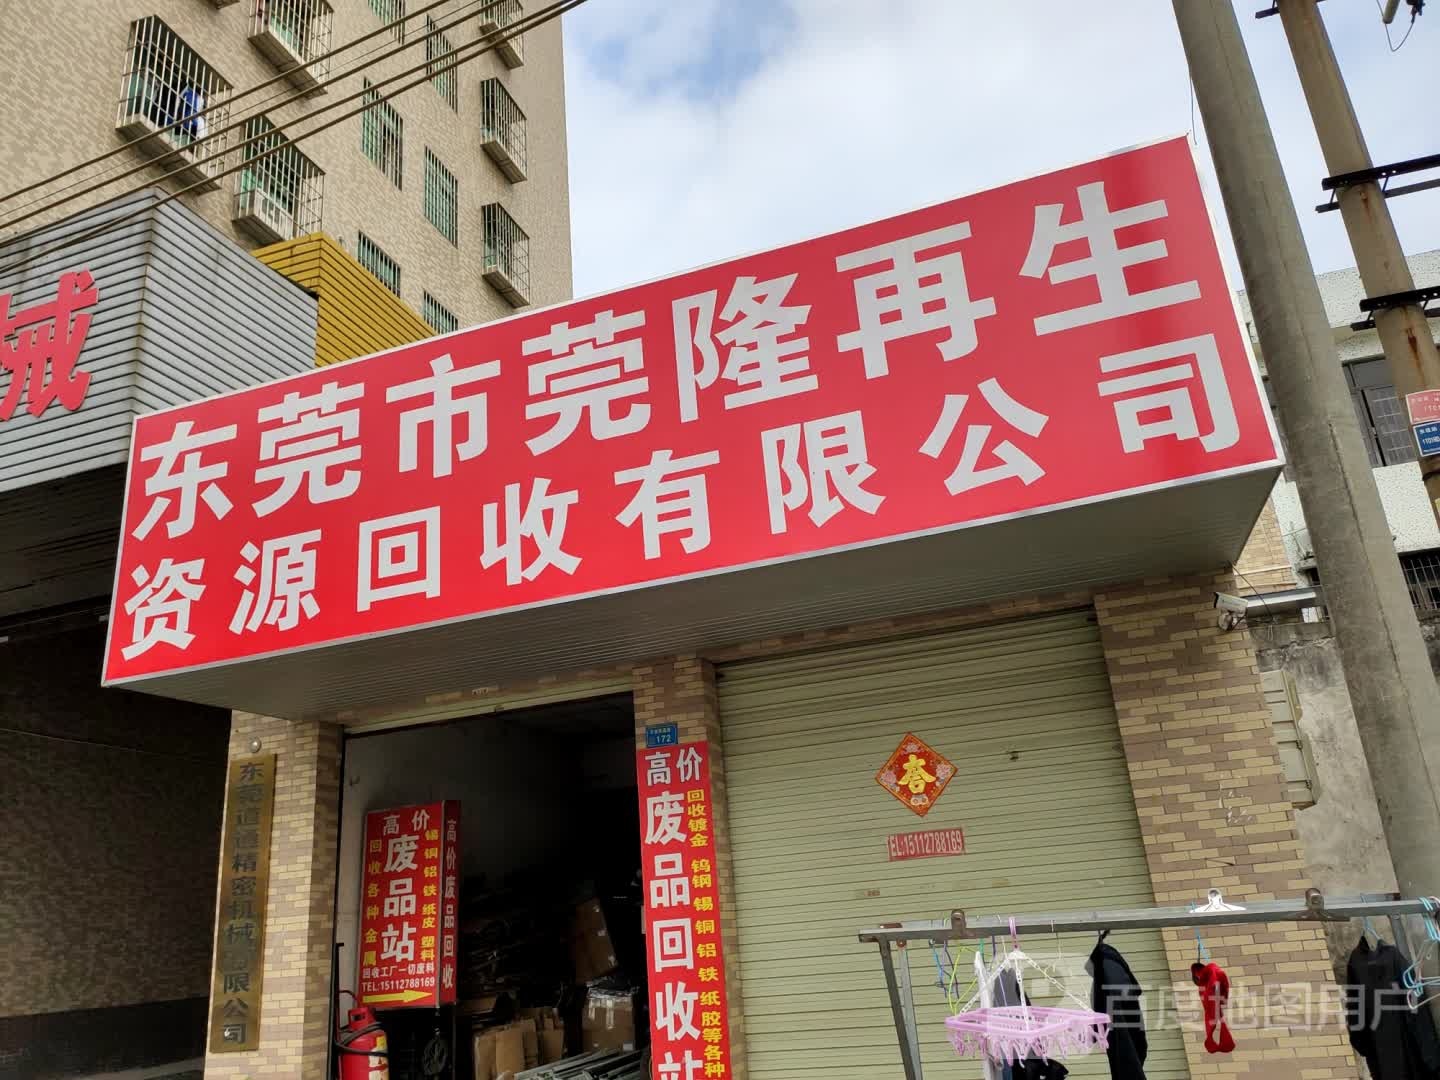 械
东莞市莞隆再生
资源回收有限公司
172
高价
废品回收站
回收镀金 钨钢 锡 铜 铝 铁 纸胶等各种
高价
废品站
回收各种金属
锡 铜 铝 铁 纸皮 塑料
回收工厂一切废料
TEL:15112788169
高价废品回收
精密机械有限公司
EL:15112788169
百度地图用户